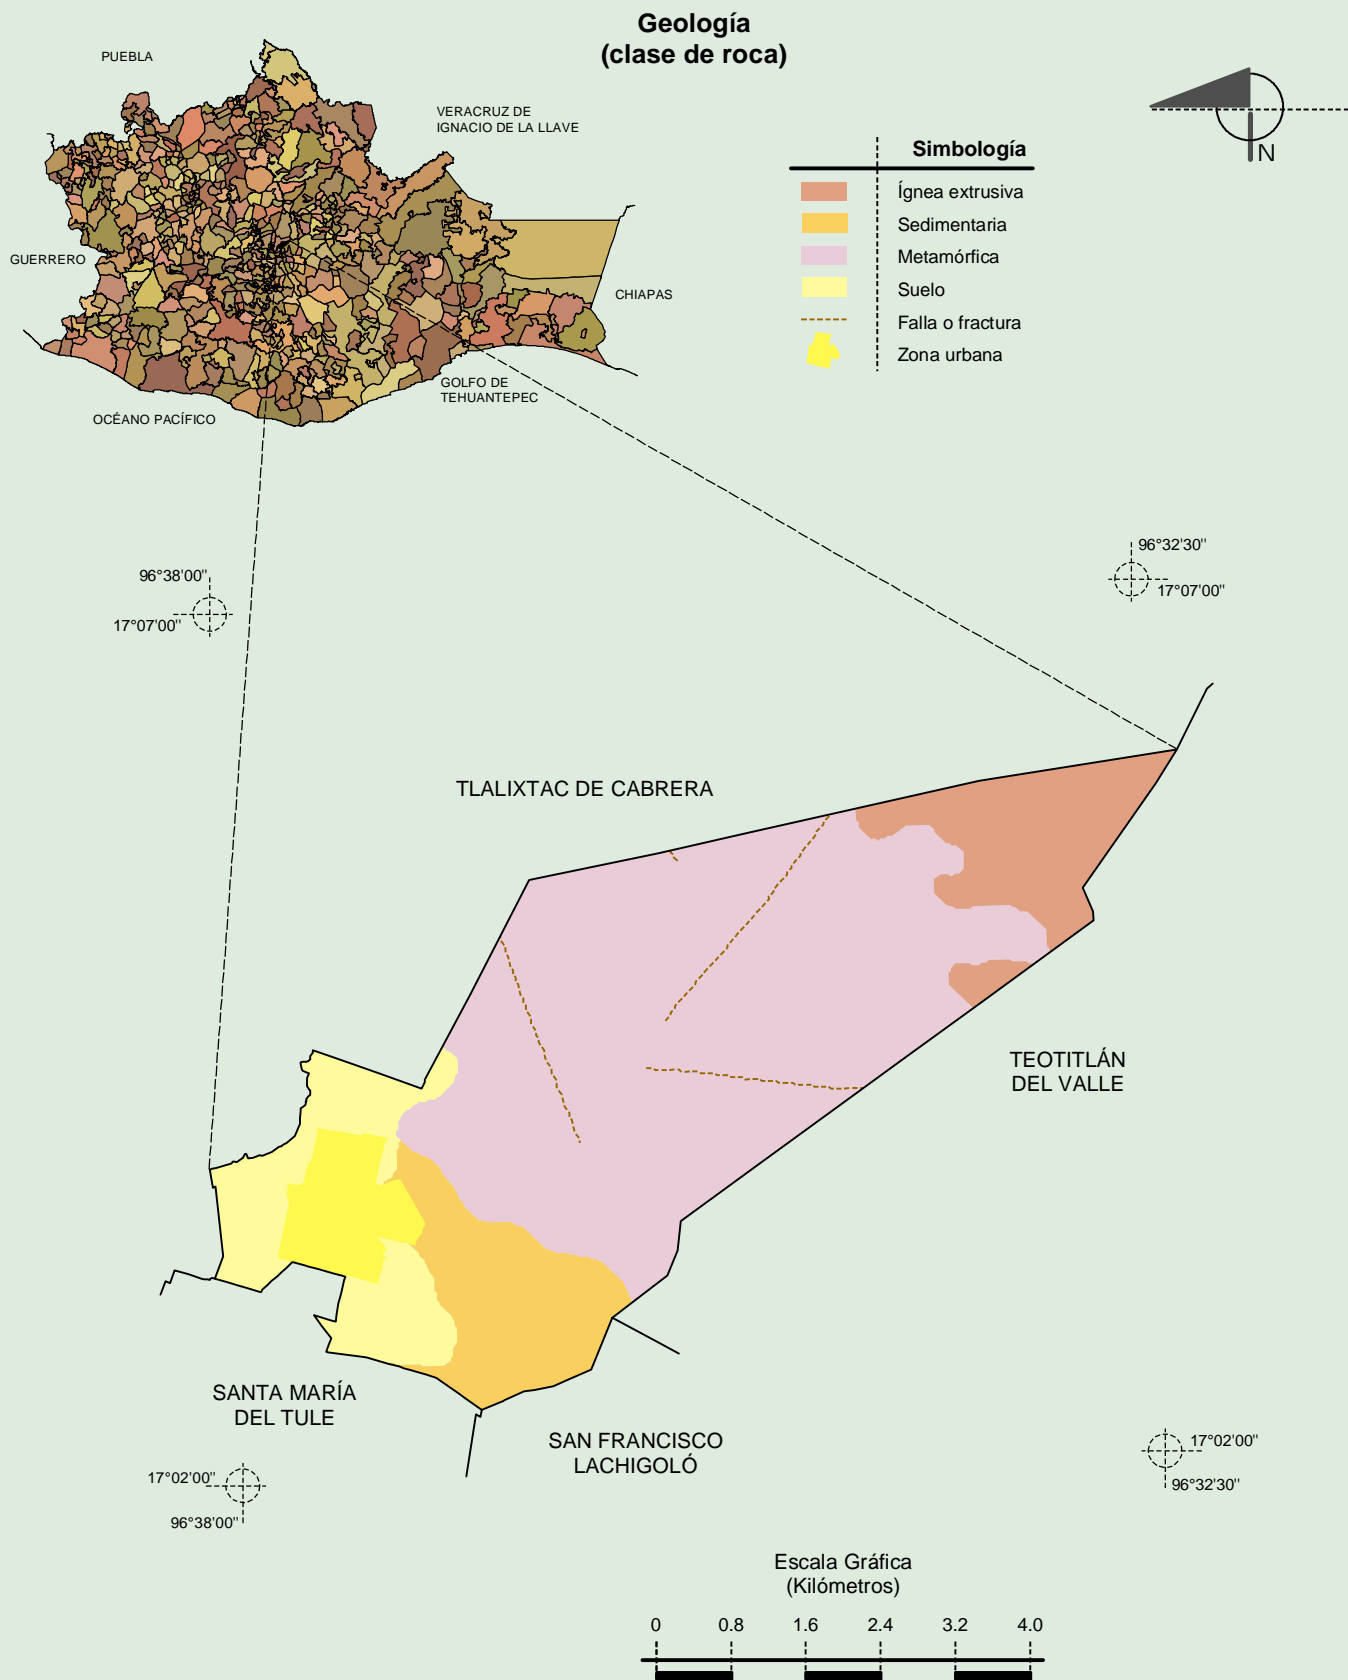 Geología
(clase de roca)
PUEBLA
VERACRUZ DE
IGNACIO DE LA LLAVE
N
Simbología
Ígnea extrusiva
Sedimentaria
Metamórfica
Suelo
Falla o fractura
Zona urbana
GUERRERO
CHIAPAS
GOLFO DE
TEHUANTEPEC
OCÉANO PACÍFICO
96°38'00"
17°07'00"
96°32'30"
17°07'00"
TLALIXTAC DE CABRERA
TEOTITLÁN
DEL VALLE
SANTA MARÍA
DEL TULE
SAN FRANCISCO
LACHIGOLÓ
17°02'00"
96°38'00"
17°02'00"
96°32'30"
Escala Gráfica
(Kilómetros)
0 0.8 1.6 2.4 3.2 4.0